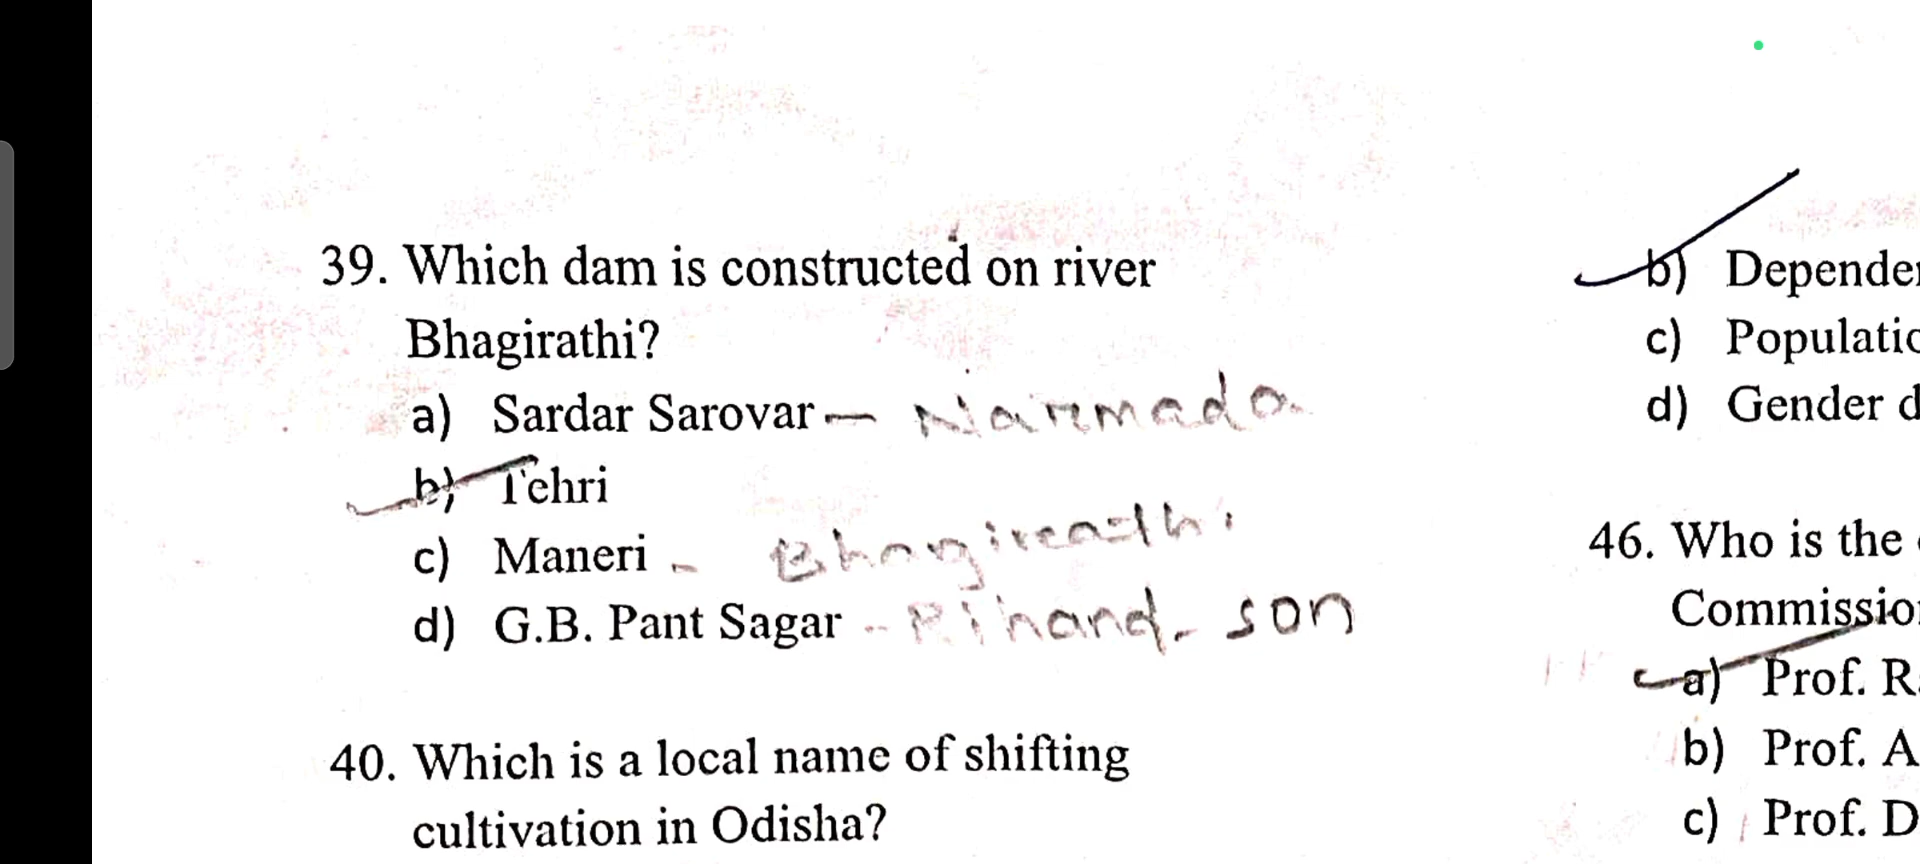 39. Which dam is constructed on river
Bhagirathi?
a) Sardar Sarovar — Narmada
b) Tehri
c) Maneri - Bhagirathi
d) G.B. Pant Sagar - Rihand - son
40. Which is a local name of shifting
cultivation in Odisha?
b) Depende
c) Populatio
d) Gender d
46. Who is the
Commissio
a) Prof. R
b) Prof. A
c) Prof. D